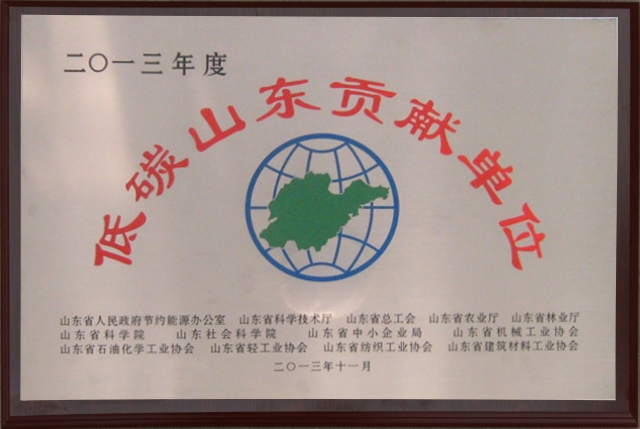 二〇一三年度
低碳山东贡献单位
山东省人民政府节约能源办公室 山东省科学技术厅 山东省总工会 山东省农业厅 山东省林业厅
山东省科学院 山东社会科学院 山东省中小企业局 山东省机械工业协会
山东省石油化学工业协会 山东省轻工业协会 山东省纺织工业协会 山东省建筑材料工业协会
二〇一三年十一月